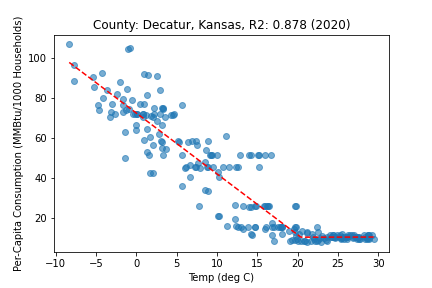 County: Decatur, Kansas, R2: 0.878 (2020)
Per-Capita Consumption (MMBtu/1000 Households)
100
80
60
40
20
−10 −5 0 5 10 15 20 25 30
Temp (deg C)